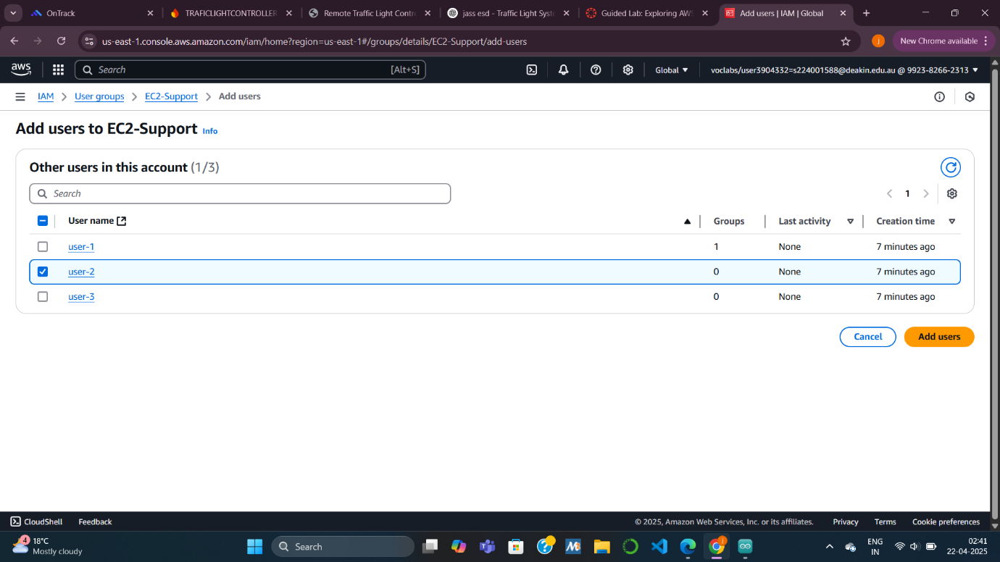 OnTrack
TRAFICLIGHTCONTROLLER
Remote Traffic Light Contr
jass esd - Traffic Light Syste
Guided Lab: Exploring AWS
Add users | IAM | Global
us-east-1.console.aws.amazon.com/iam/home?region=us-east-1#/groups/details/EC2-Support/add-users
j
New Chrome available
aws
Search
[Alt+S]
Global
voclabs/user3904332=s224001588@deakin.edu.au @ 9923-8266-2313
IAM
User groups
EC2-Support
Add users
Add users to EC2-Support Info
Other users in this account (1/3)
Search
1
User name Groups Last activity Creation time
user-1 1 None 7 minutes ago
user-2 0 None 7 minutes ago
user-3 0 None 7 minutes ago
Cancel
Add users
CloudShell Feedback © 2025, Amazon Web Services, Inc. or its affiliates. Privacy Terms Cookie preferences
4
18°C
Mostly cloudy
Search
j
ENG
IN
02:41
22-04-2025